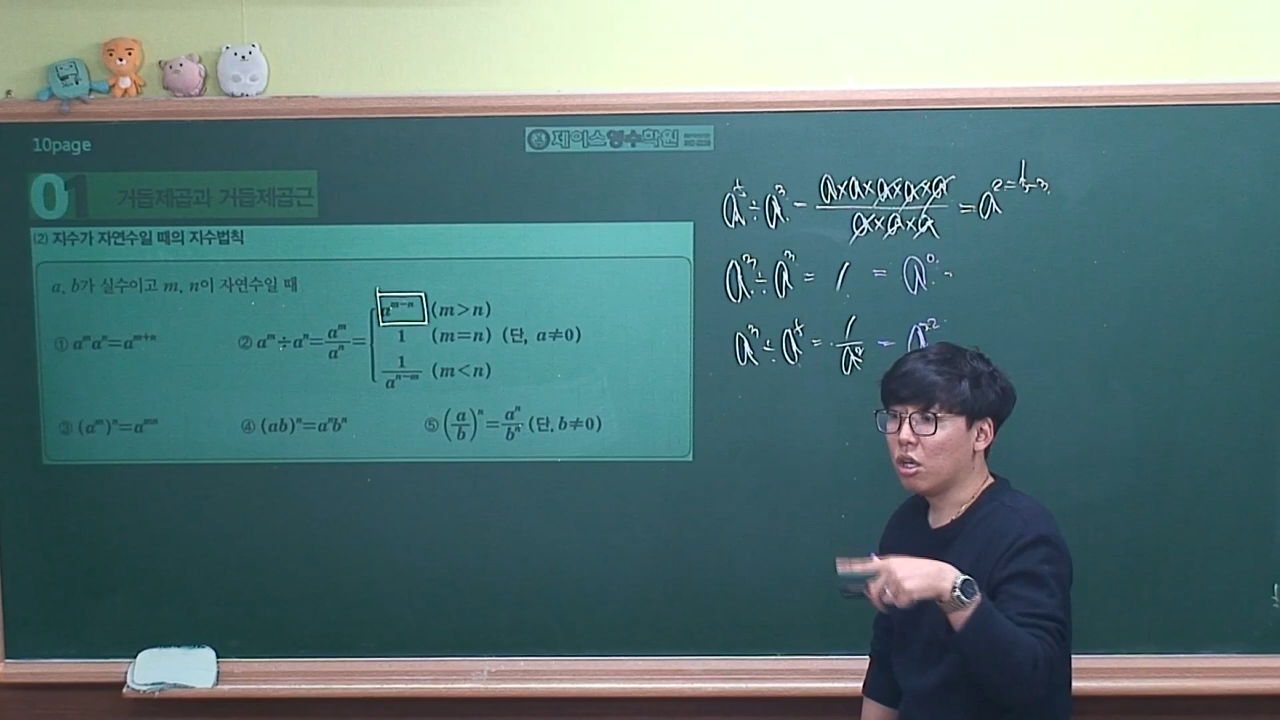 10page
제이스영수학원
01 거듭제곱과 거듭제곱근
(2) 지수가 자연수일 때의 지수법칙
a, b가 실수이고 m, n이 자연수일 때
① aᵐaⁿ=aᵐ⁺ⁿ ② aᵐ÷aⁿ=aᵐ/aⁿ= { aᵐ⁻ⁿ (m>n)
1 (m=n) (단, a≠0)
1/aⁿ⁻ᵐ (m<n)
③ (aᵐ)ⁿ=aᵐⁿ ④ (ab)ⁿ=aⁿbⁿ ⑤ (a/b)ⁿ=aⁿ/bⁿ (단, b≠0)
a⁵÷a³=(a×a×a×a×a)/(a×a×a)=a²⁼⁵⁻³
a³÷a³=1=a⁰
a³÷a⁵=1/a²=a⁻²